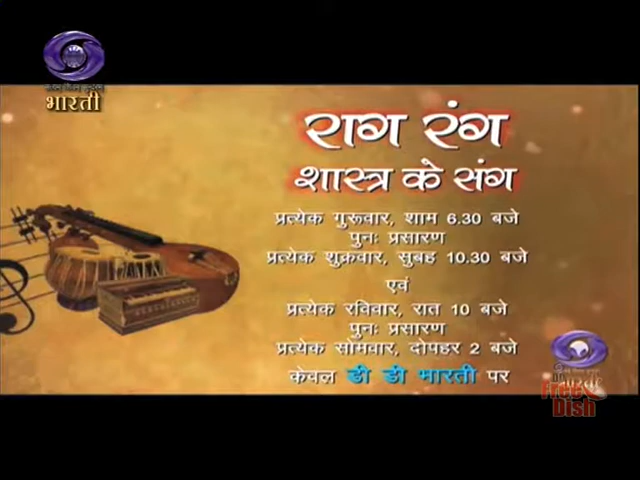 भारती
राग रंग
शास्त्र के संग
प्रत्येक गुरूवार, शाम 6.30 बजे
पुनः प्रसारण
प्रत्येक शुक्रवार, सुबह 10.30 बजे
एवं
प्रत्येक रविवार, रात 10 बजे
पुनः प्रसारण
प्रत्येक सोमवार, दोपहर 2 बजे
केवल डी डी भारती पर
Free
Dish